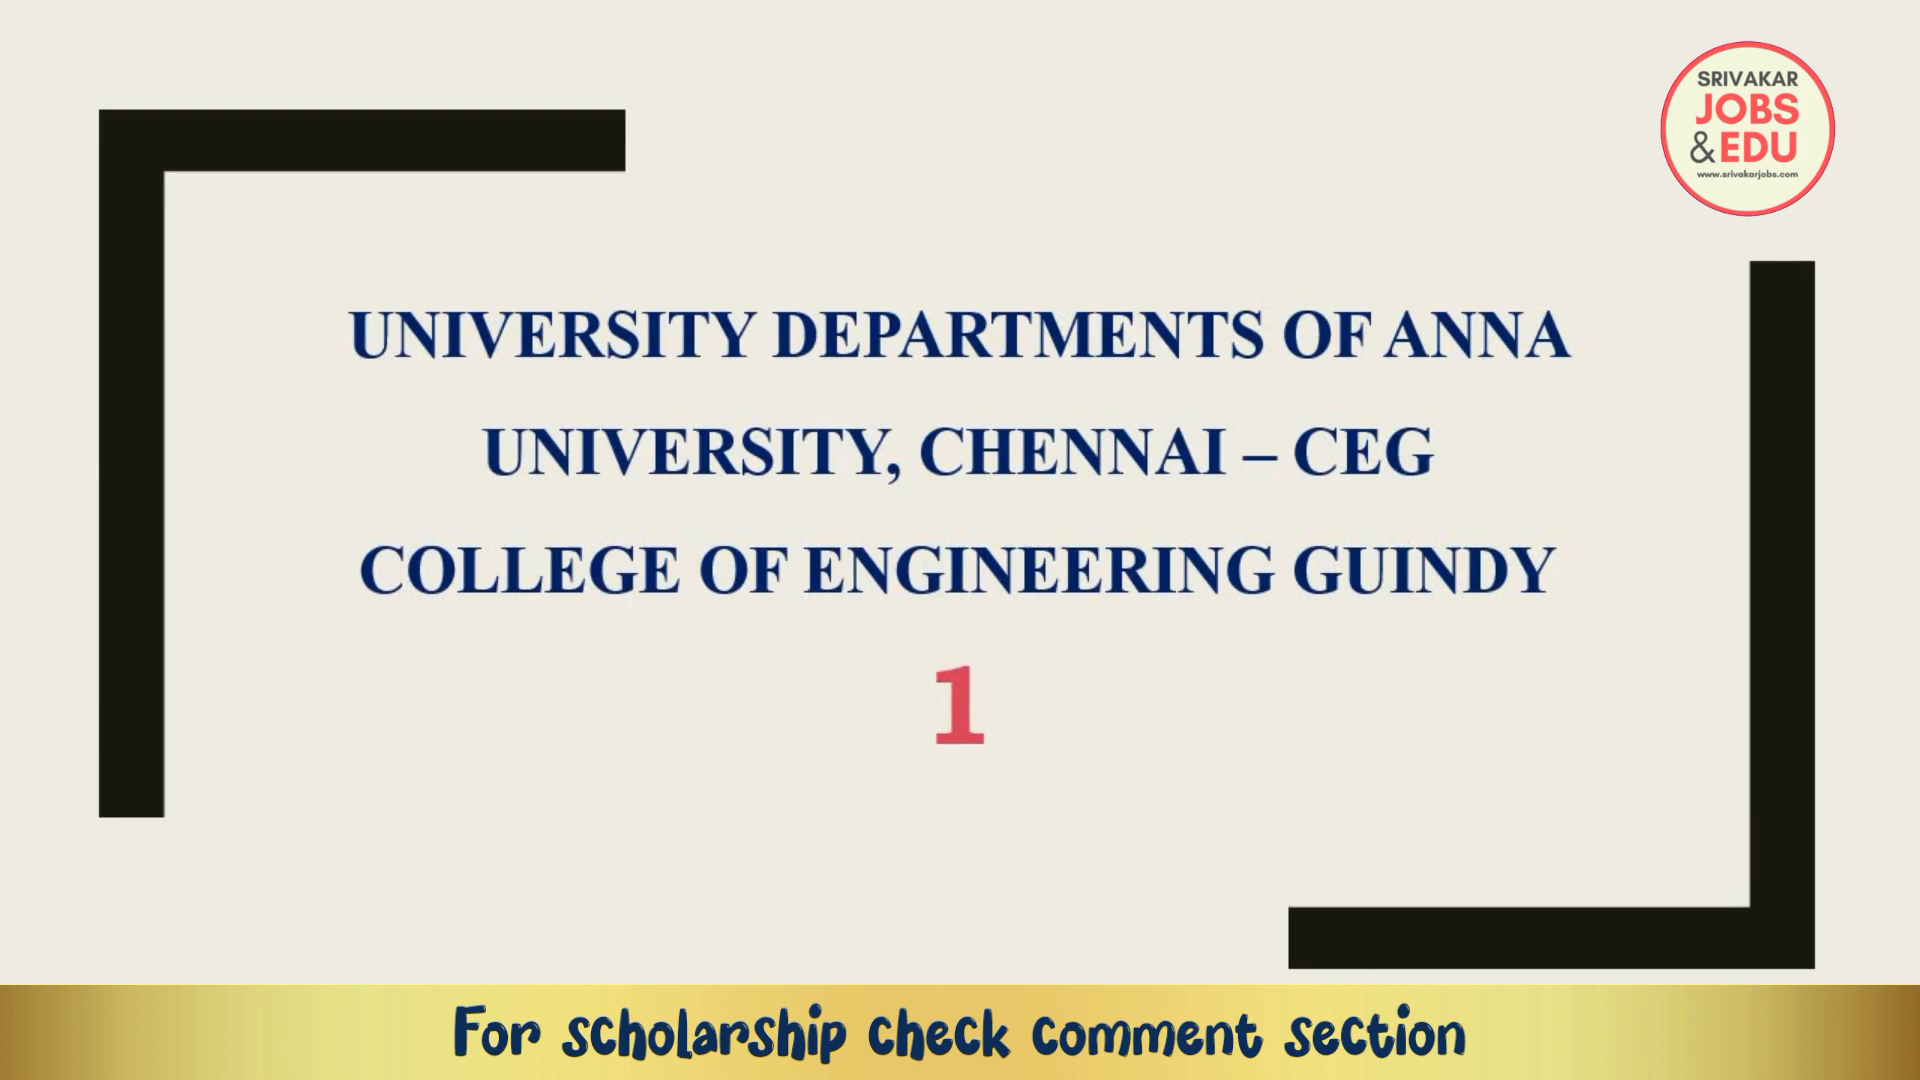 SRIVAKAR
JOBS
& EDU
www.srivakarjobs.com
UNIVERSITY DEPARTMENTS OF ANNA
UNIVERSITY, CHENNAI – CEG
COLLEGE OF ENGINEERING GUINDY
1
For scholarship check comment section